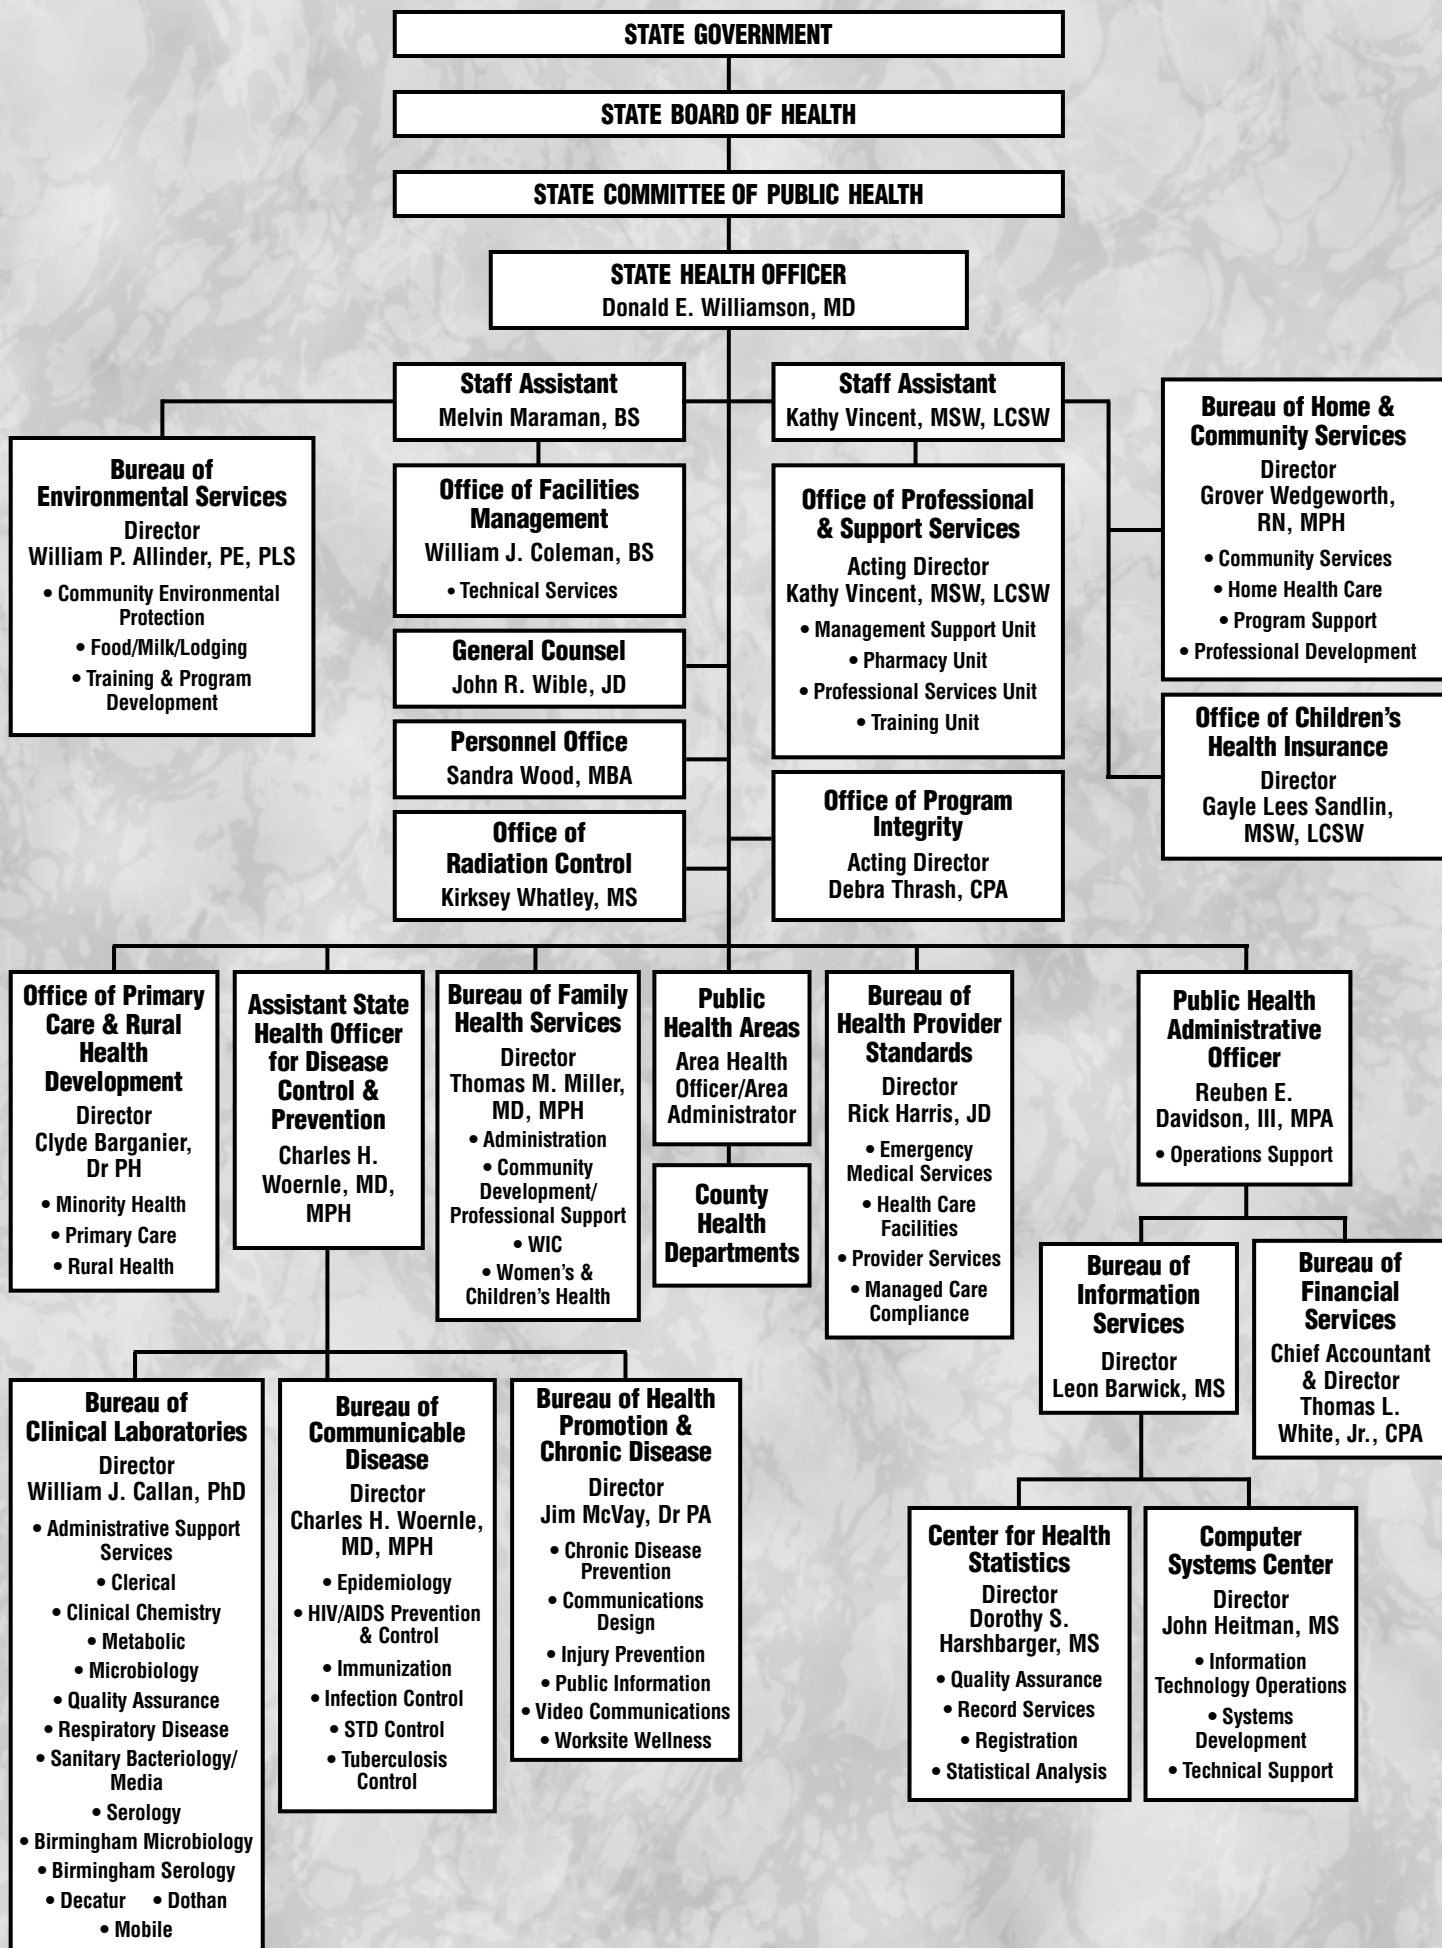 STATE GOVERNMENT
STATE BOARD OF HEALTH
STATE COMMITTEE OF PUBLIC HEALTH
STATE HEALTH OFFICER
Donald E. Williamson, MD
Staff Assistant
Melvin Maraman, BS
Staff Assistant
Kathy Vincent, MSW, LCSW
Bureau of Home &
Community Services
Director
Grover Wedgeworth,
RN, MPH
• Community Services
• Home Health Care
• Program Support
• Professional Development
Bureau of
Environmental Services
Director
William P. Allinder, PE, PLS
• Community Environmental
Protection
• Food/Milk/Lodging
• Training & Program
Development
Office of Facilities
Management
William J. Coleman, BS
• Technical Services
Office of Professional
& Support Services
Acting Director
Kathy Vincent, MSW, LCSW
• Management Support Unit
• Pharmacy Unit
• Professional Services Unit
• Training Unit
General Counsel
John R. Wible, JD
Office of Children's
Health Insurance
Director
Gayle Lees Sandlin,
MSW, LCSW
Personnel Office
Sandra Wood, MBA
Office of Program
Integrity
Acting Director
Debra Thrash, CPA
Office of
Radiation Control
Kirksey Whatley, MS
Office of Primary
Care & Rural
Health
Development
Director
Clyde Barganier,
Dr PH
• Minority Health
• Primary Care
• Rural Health
Assistant State
Health Officer
for Disease
Control &
Prevention
Charles H.
Woernle, MD,
MPH
Bureau of Family
Health Services
Director
Thomas M. Miller,
MD, MPH
• Administration
• Community
Development/
Professional Support
• WIC
• Women's &
Children's Health
Public
Health Areas
Area Health
Officer/Area
Administrator
County
Health
Departments
Bureau of
Health Provider
Standards
Director
Rick Harris, JD
• Emergency
Medical Services
• Health Care
Facilities
• Provider Services
• Managed Care
Compliance
Public Health
Administrative
Officer
Reuben E.
Davidson, III, MPA
• Operations Support
Bureau of
Information
Services
Director
Leon Barwick, MS
Bureau of
Financial
Services
Chief Accountant
& Director
Thomas L.
White, Jr., CPA
Bureau of
Clinical Laboratories
Director
William J. Callan, PhD
• Administrative Support
Services
• Clerical
• Clinical Chemistry
• Metabolic
• Microbiology
• Quality Assurance
• Respiratory Disease
• Sanitary Bacteriology/
Media
• Serology
• Birmingham Microbiology
• Birmingham Serology
• Decatur • Dothan
• Mobile
Bureau of
Communicable
Disease
Director
Charles H. Woernle,
MD, MPH
• Epidemiology
• HIV/AIDS Prevention
& Control
• Immunization
• Infection Control
• STD Control
• Tuberculosis
Control
Bureau of Health
Promotion &
Chronic Disease
Director
Jim McVay, Dr PA
• Chronic Disease
Prevention
• Communications
Design
• Injury Prevention
• Public Information
• Video Communications
• Worksite Wellness
Center for Health
Statistics
Director
Dorothy S.
Harshbarger, MS
• Quality Assurance
• Record Services
• Registration
• Statistical Analysis
Computer
Systems Center
Director
John Heitman, MS
• Information
Technology Operations
• Systems
Development
• Technical Support